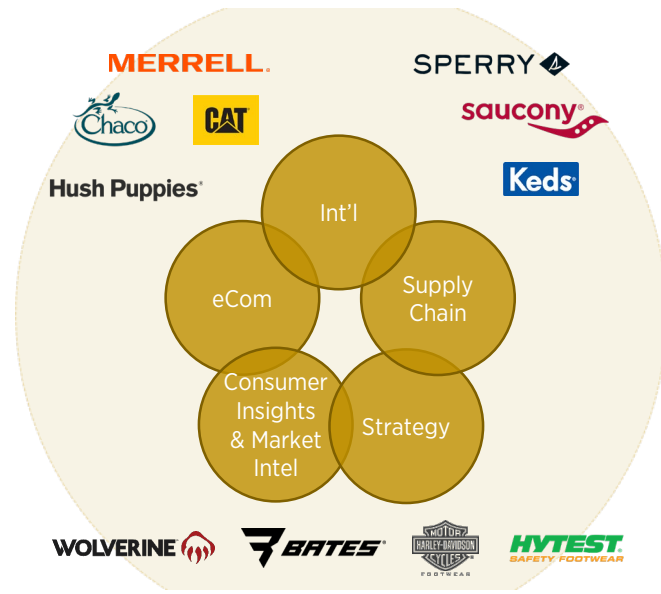 MERRELL®
SPERRY
Chaco®
CAT
saucony®
Hush Puppies®
Keds®
Int'l
eCom
Supply
Chain
Consumer
Insights
& Market
Intel
Strategy
WOLVERINE
BATES®
MOTOR
HARLEY-DAVIDSON
CYCLES
FOOTWEAR
HYTEST®
SAFETY FOOTWEAR